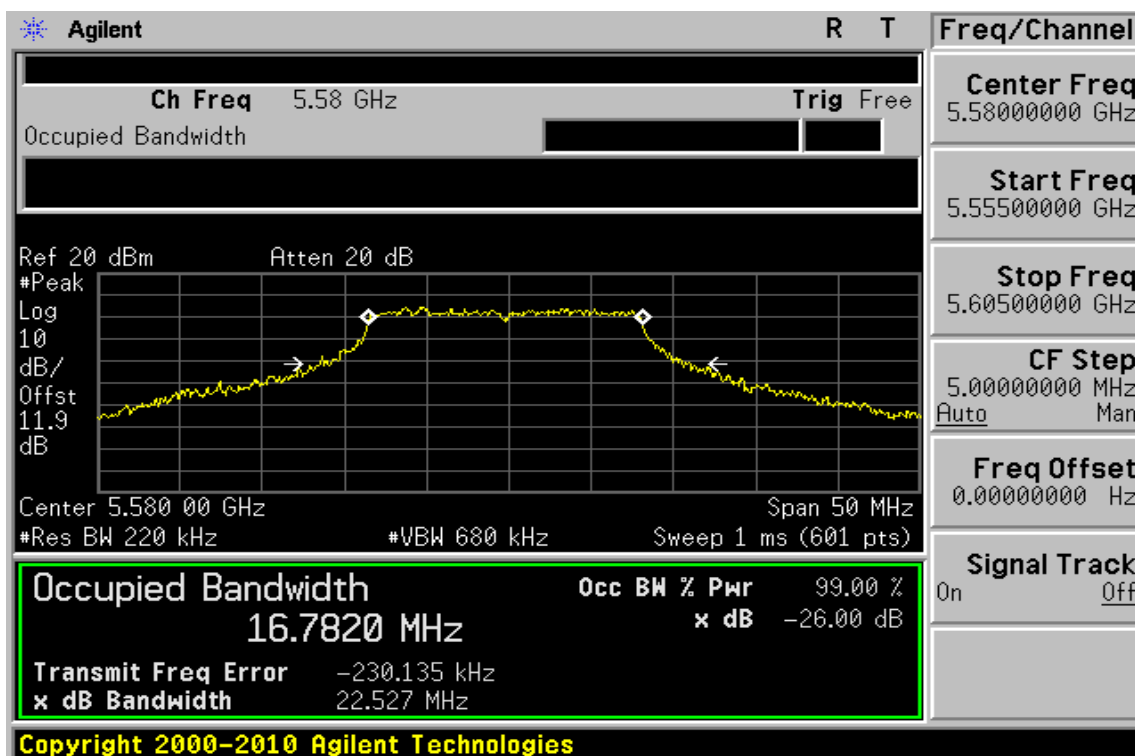 Agilent R T
Ch Freq 5.58 GHz Trig Free
Occupied Bandwidth
Ref 20 dBm Atten 20 dB
#Peak
Log
10
dB/
Offst
11.9
dB
Center 5.580 00 GHz Span 50 MHz
#Res BW 220 kHz #VBW 680 kHz Sweep 1 ms (601 pts)
Occupied Bandwidth Occ BW % Pwr 99.00 %
16.7820 MHz x dB -26.00 dB
Transmit Freq Error -230.135 kHz
x dB Bandwidth 22.527 MHz
Copyright 2000-2010 Agilent Technologies
Freq/Channel
Center Freq
5.58000000 GHz
Start Freq
5.55500000 GHz
Stop Freq
5.60500000 GHz
CF Step
5.00000000 MHz
Auto Man
Freq Offset
0.00000000 Hz
Signal Track
On Off